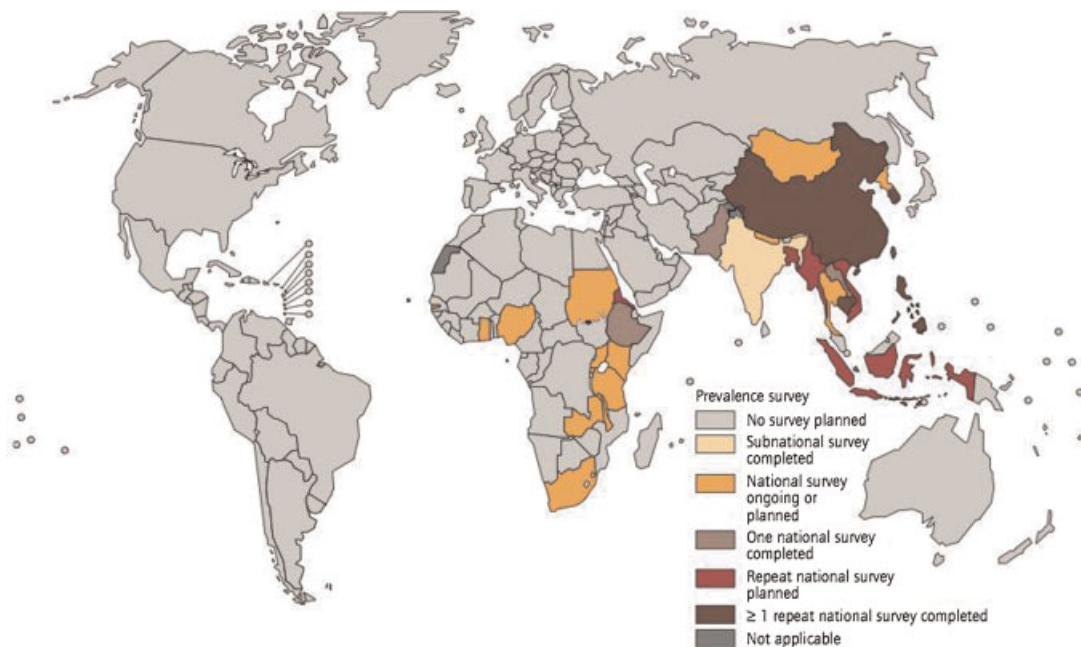 Prevalence survey
No survey planned
Subnational survey
completed
National survey
ongoing or
planned
One national survey
completed
Repeat national survey
planned
≥ 1 repeat national survey completed
Not applicable